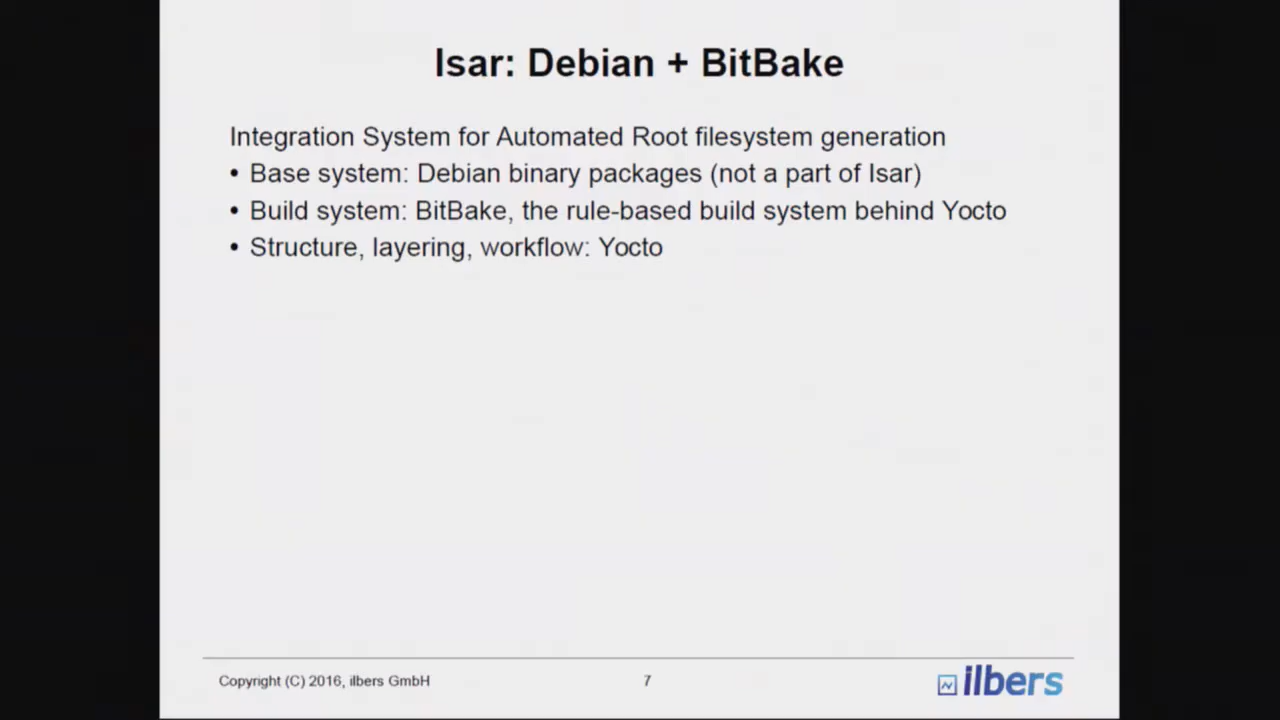 Isar: Debian + BitBake
Integration System for Automated Root filesystem generation
• Base system: Debian binary packages (not a part of Isar)
• Build system: BitBake, the rule-based build system behind Yocto
• Structure, layering, workflow: Yocto
Copyright (C) 2016, ilbers GmbH
7
ilbers